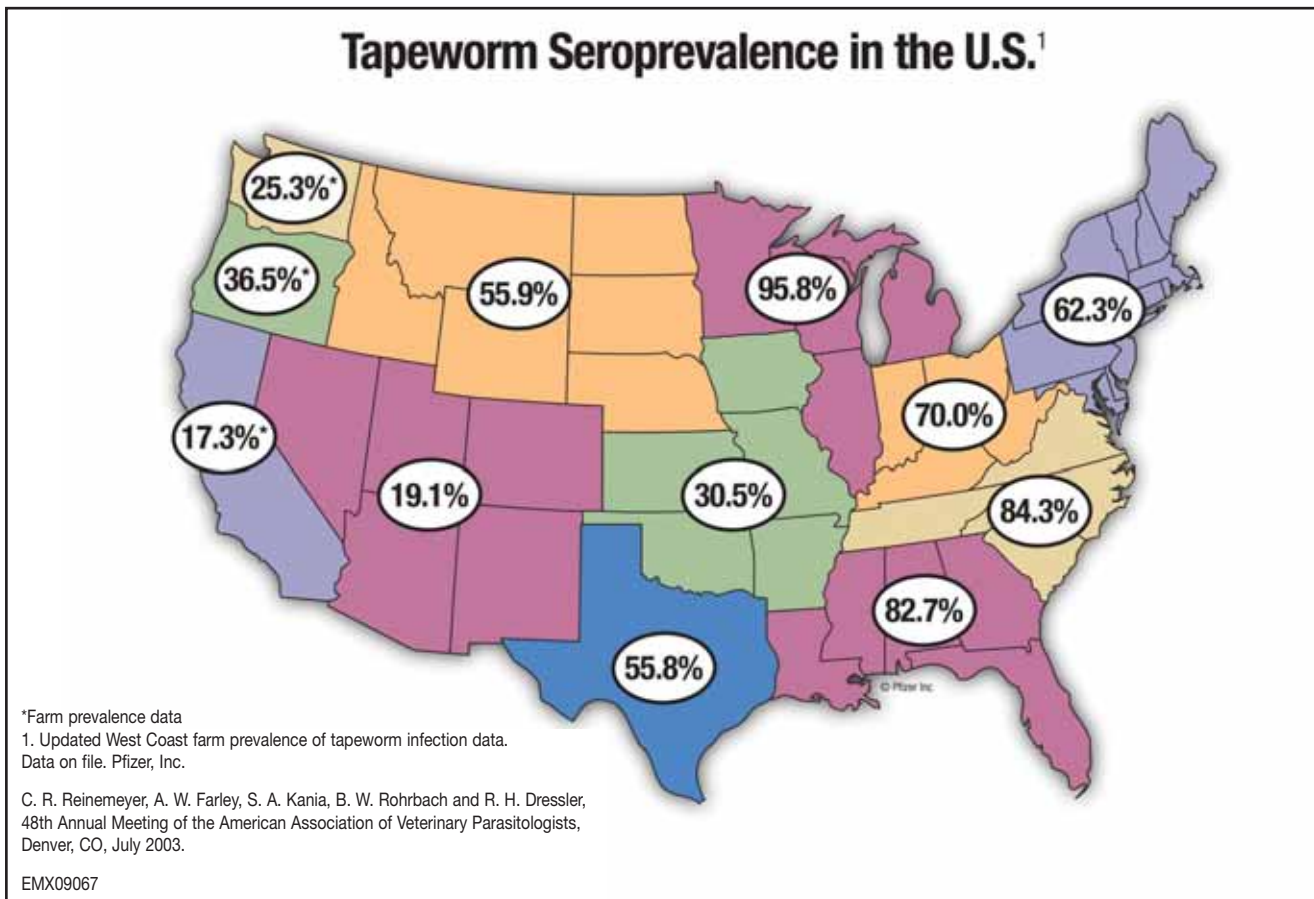 Tapeworm Seroprevalence in the U.S.1
25.3%*
36.5%*
55.9%
95.8%
62.3%
17.3%*
19.1%
30.5%
70.0%
84.3%
82.7%
55.8%
© Pfizer Inc
*Farm prevalence data
1. Updated West Coast farm prevalence of tapeworm infection data.
Data on file. Pfizer, Inc.
C. R. Reinemeyer, A. W. Farley, S. A. Kania, B. W. Rohrbach and R. H. Dressler,
48th Annual Meeting of the American Association of Veterinary Parasitologists,
Denver, CO, July 2003.
EMX09067